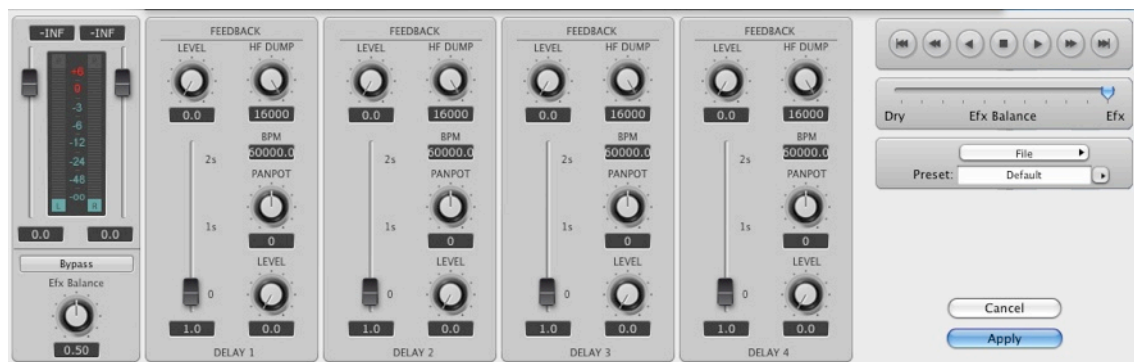 -INF -INF
+6
0
-3
-6
-12
-24
-48
-oo
L R
0.0 0.0
Bypass
Efx Balance
0.50
FEEDBACK
LEVEL HF DUMP
0.0 16000
BPM
60000.0
2s
PANPOT
1s
0
LEVEL
0
1.0 0.0
DELAY 1
FEEDBACK
LEVEL HF DUMP
0.0 16000
BPM
60000.0
2s
PANPOT
1s
0
LEVEL
0
1.0 0.0
DELAY 2
FEEDBACK
LEVEL HF DUMP
0.0 16000
BPM
60000.0
2s
PANPOT
1s
0
LEVEL
0
1.0 0.0
DELAY 3
FEEDBACK
LEVEL HF DUMP
0.0 16000
BPM
60000.0
2s
PANPOT
1s
0
LEVEL
0
1.0 0.0
DELAY 4
Dry Efx Balance Efx
File
Preset: Default
Cancel
Apply